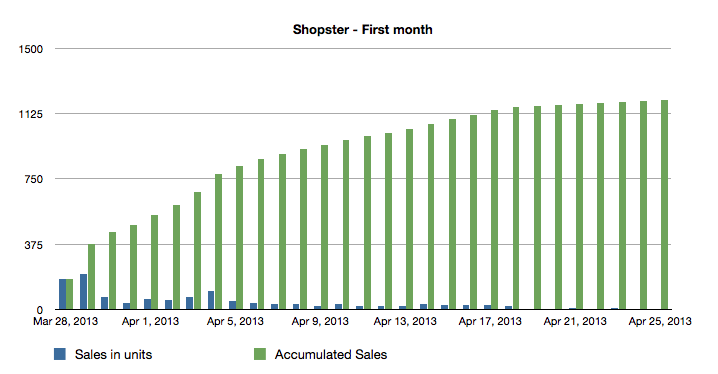 Shopster - First month
1500
1125
750
375
0
Mar 28, 2013 Apr 1, 2013 Apr 5, 2013 Apr 9, 2013 Apr 13, 2013 Apr 17, 2013 Apr 21, 2013 Apr 25, 2013
Sales in units Accumulated Sales